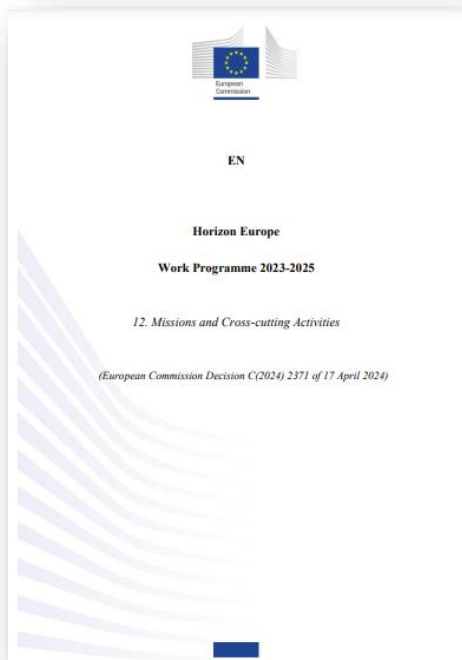 European
Commission
EN
Horizon Europe
Work Programme 2023-2025
12. Missions and Cross-cutting Activities
(European Commission Decision C(2024) 2371 of 17 April 2024)